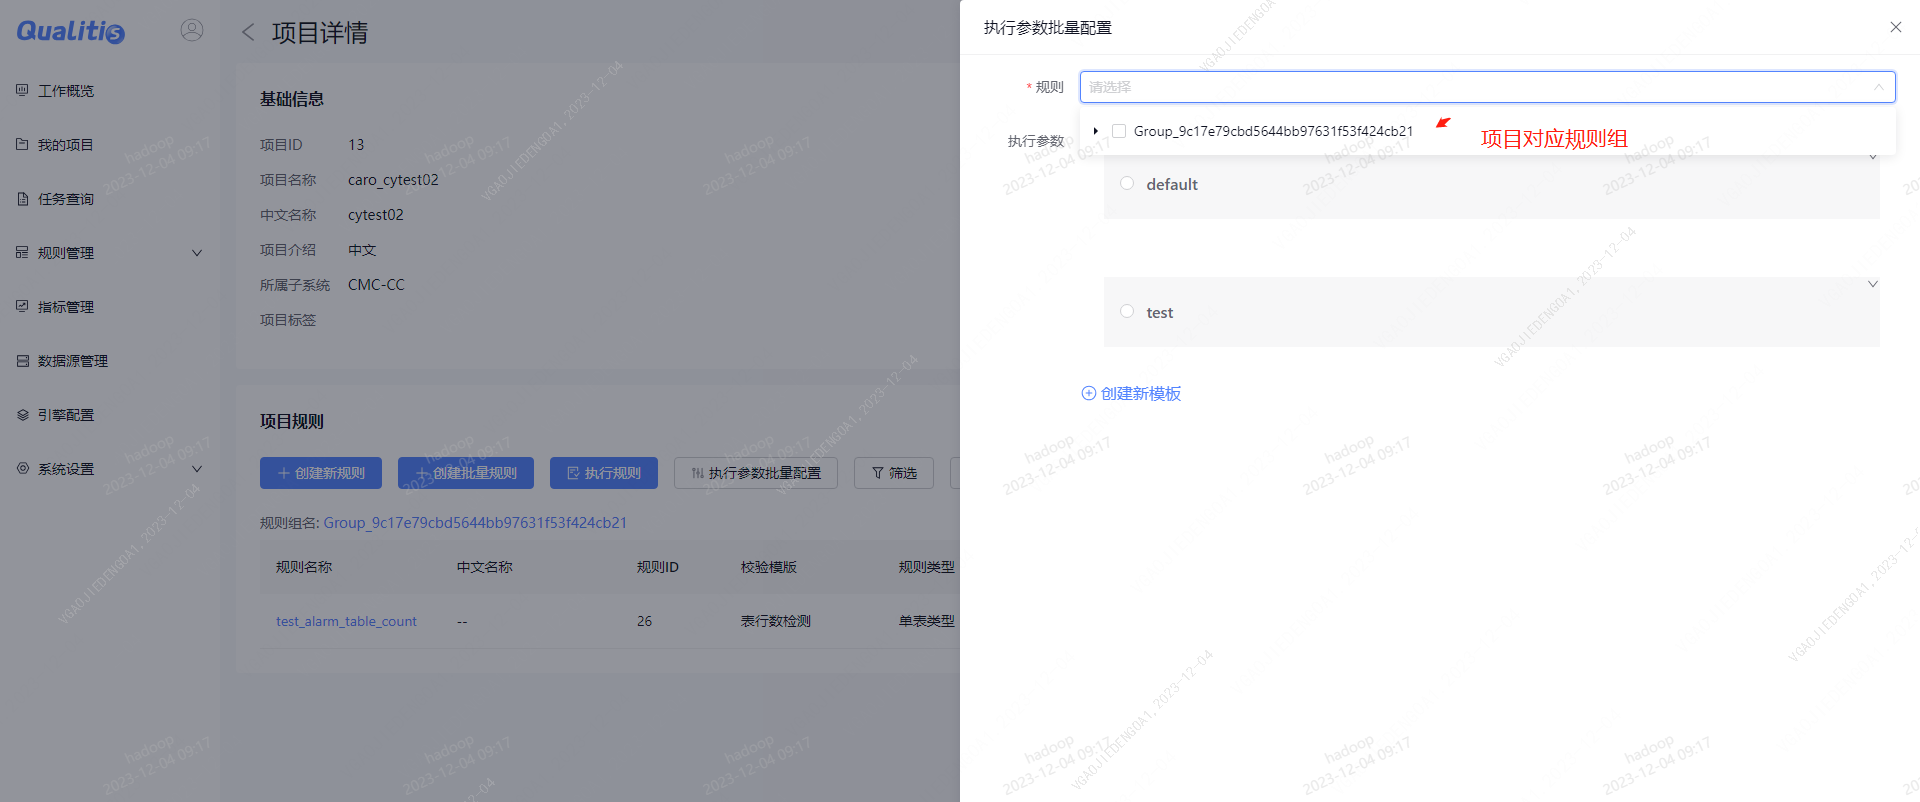 Qualitis
工作概览
我的项目
任务查询
规则管理
指标管理
数据源管理
引擎配置
系统设置
项目详情
基础信息
项目ID 13
项目名称 caro_cytest02
中文名称 cytest02
项目介绍 中文
所属子系统 CMC-CC
项目标签
项目规则
创建新规则 创建批量规则 执行规则 执行参数批量配置 筛选
规则组名: Group_9c17e79cbd5644bb97631f53f424cb21
规则名称 中文名称 规则ID 校验模版 规则类型
test_alarm_table_count -- 26 表行数检测 单表类型
执行参数批量配置
* 规则 请选择
Group_9c17e79cbd5644bb97631f53f424cb21
项目对应规则组
执行参数
default
test
创建新模板
hadoop
2023-12-04 09:17
VGAOJIEDENGOA1,2023-12-04